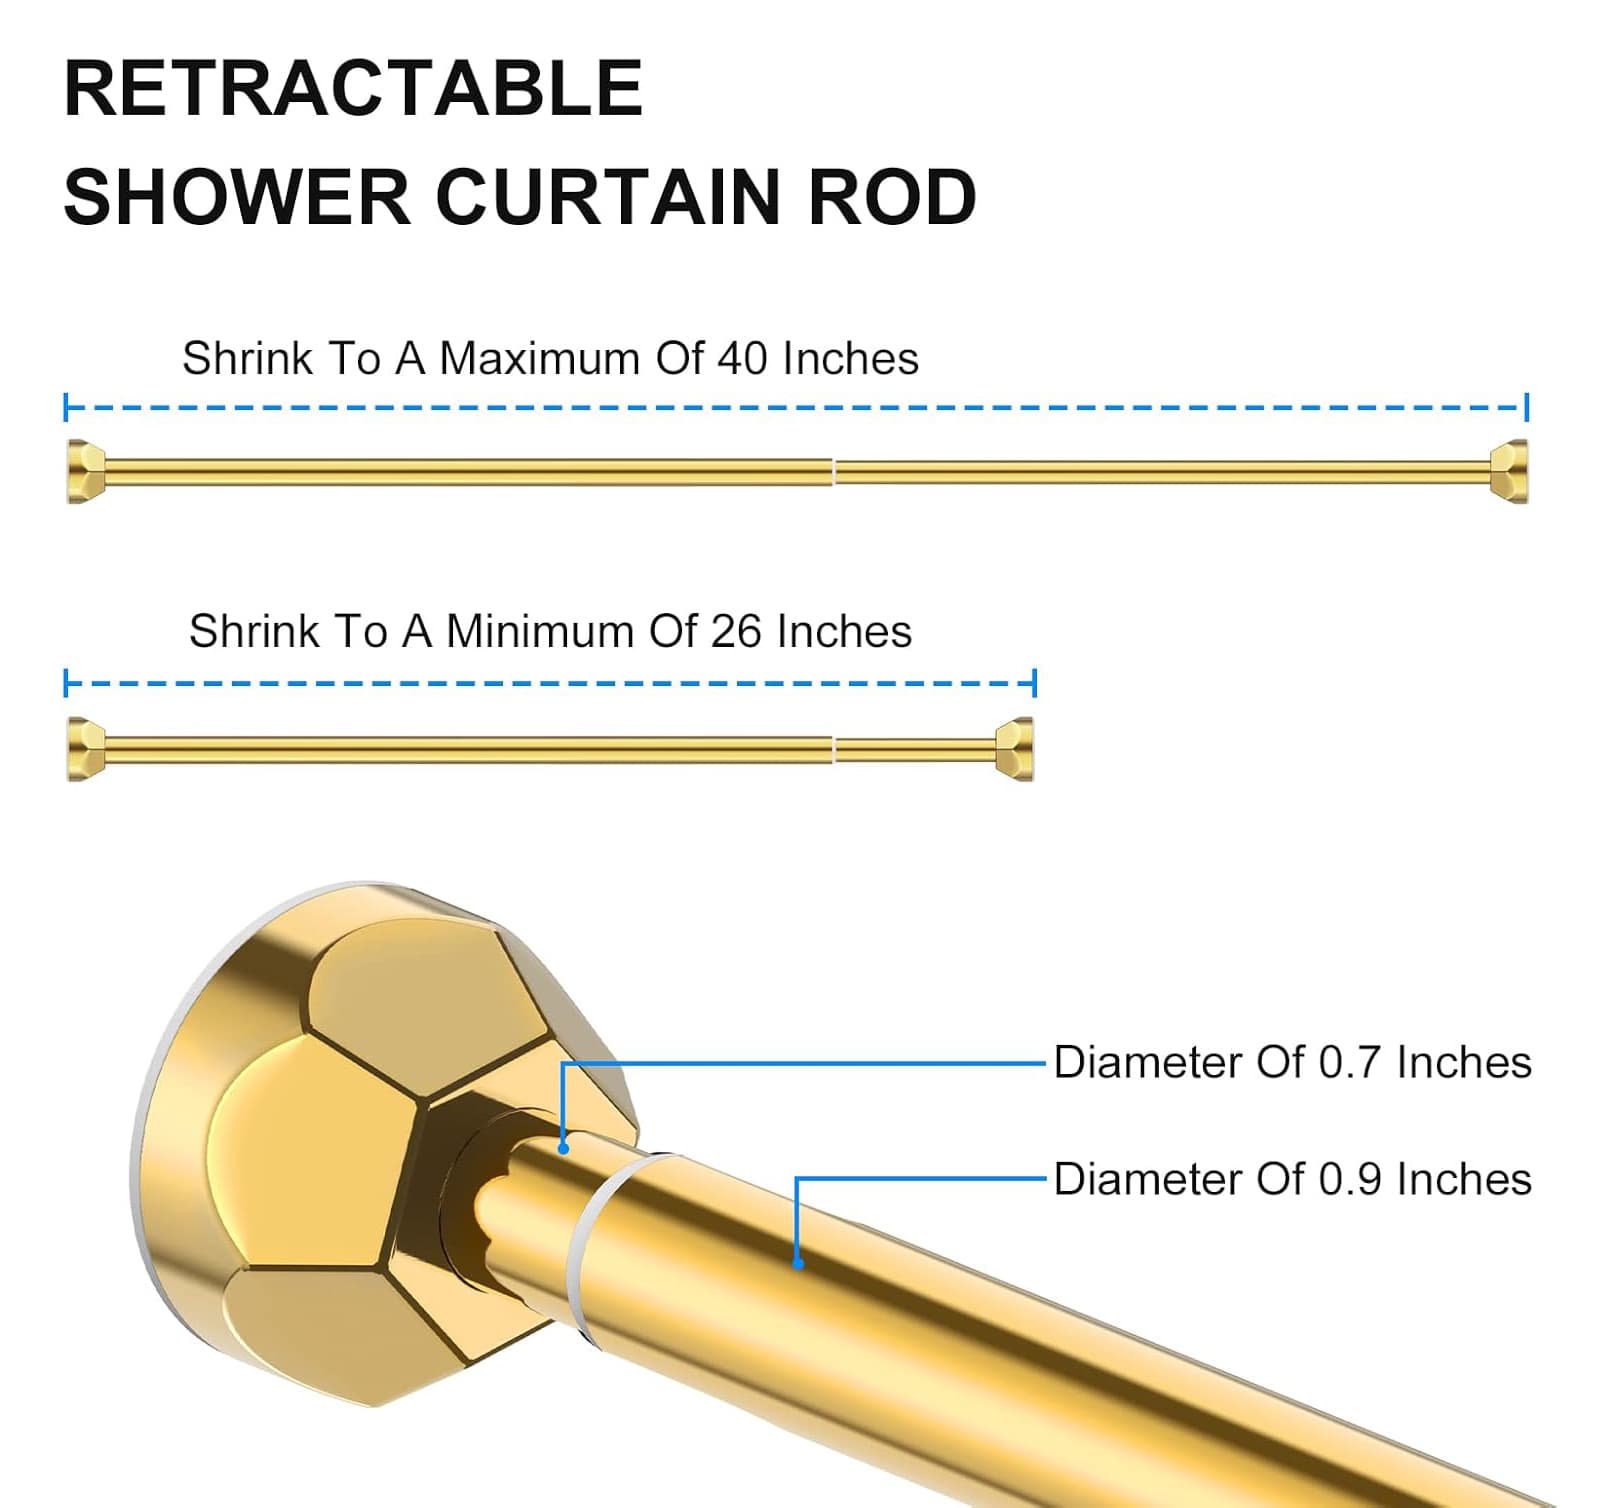 RETRACTABLE
SHOWER CURTAIN ROD
Shrink To A Maximum Of 40 Inches
Shrink To A Minimum Of 26 Inches
Diameter Of 0.7 Inches
Diameter Of 0.9 Inches